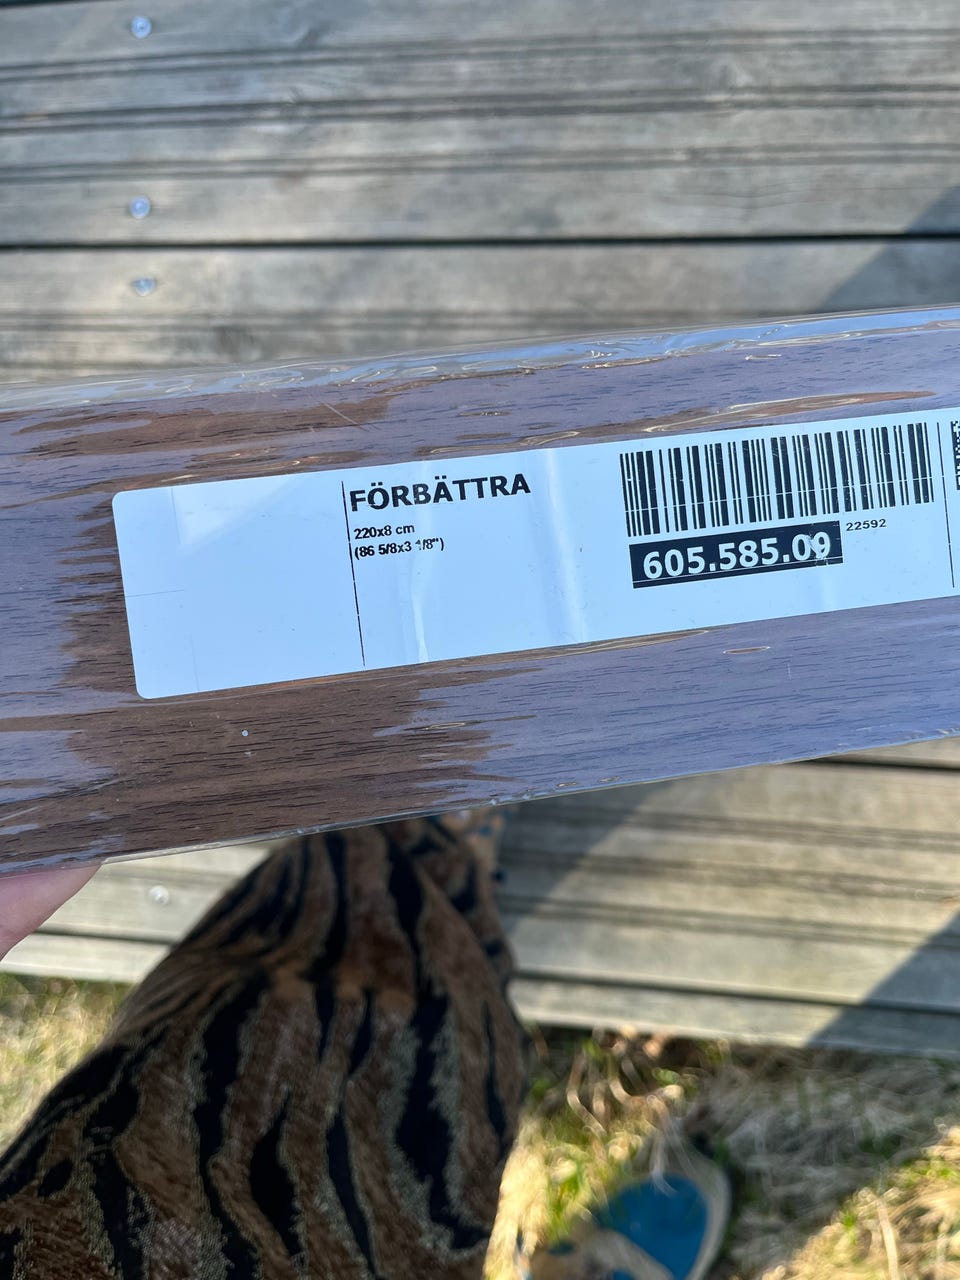 FÖRBÄTTRA
220x8 cm
(86 5/8x3 1/8")
22592
605.585.09